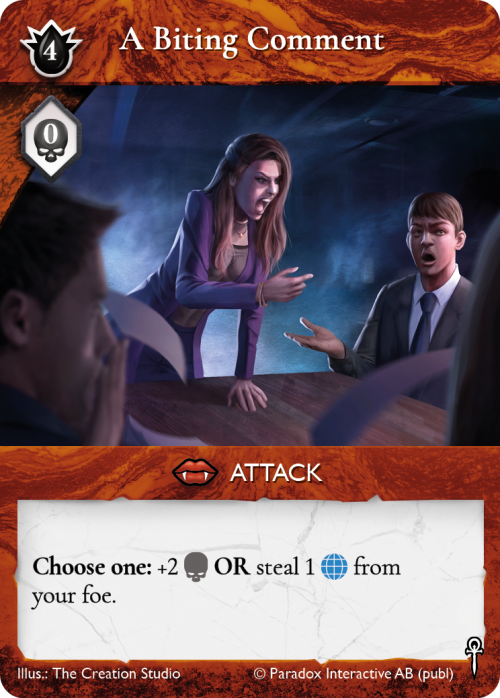 4
A Biting Comment
0
ATTACK
Choose one: +2 OR steal 1 from
your foe.
Illus.: The Creation Studio © Paradox Interactive AB (publ)